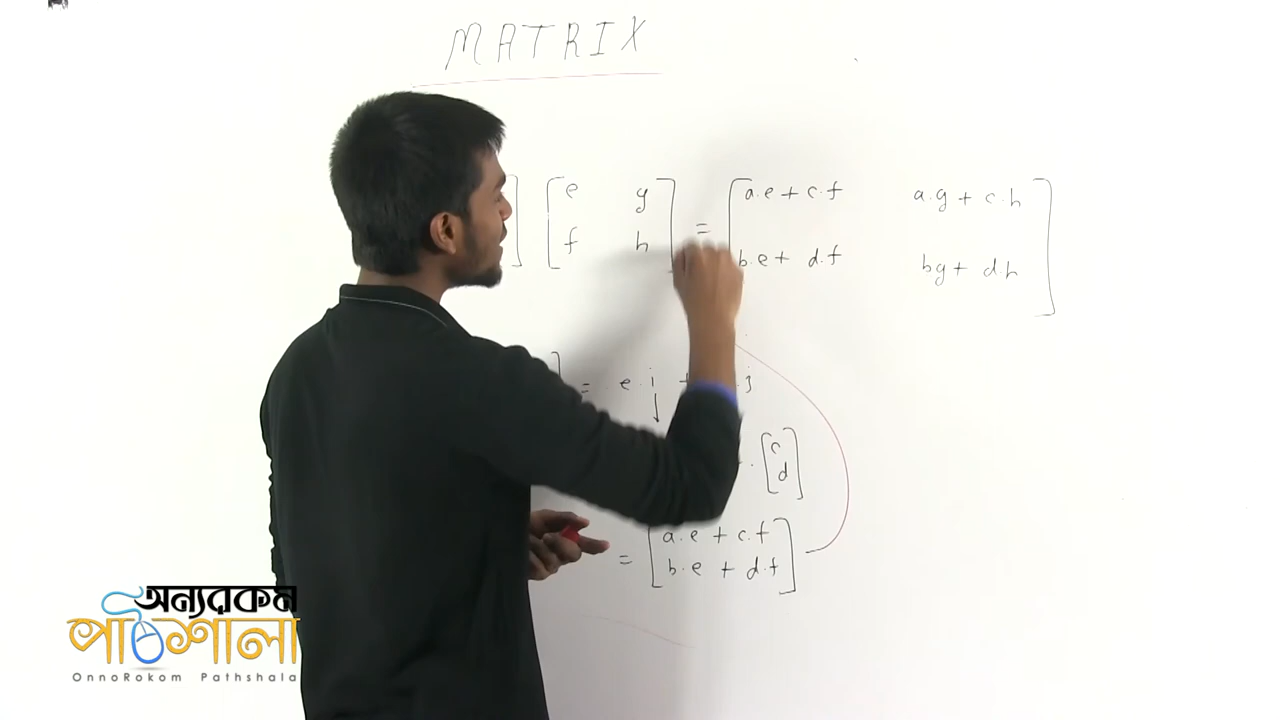 MATRIX
] [ e g ] = [ a.e + c.f a.g + c.h ]
[ f h ] [ b.e + d.f bg + d.h ]
] = e.i + .j
↓
. [ c ]
[ d ]
= [ a.e + c.f ]
[ b.e + d.f ]
অন্যরকম
পাঠশালা
OnnoRokom Pathshala